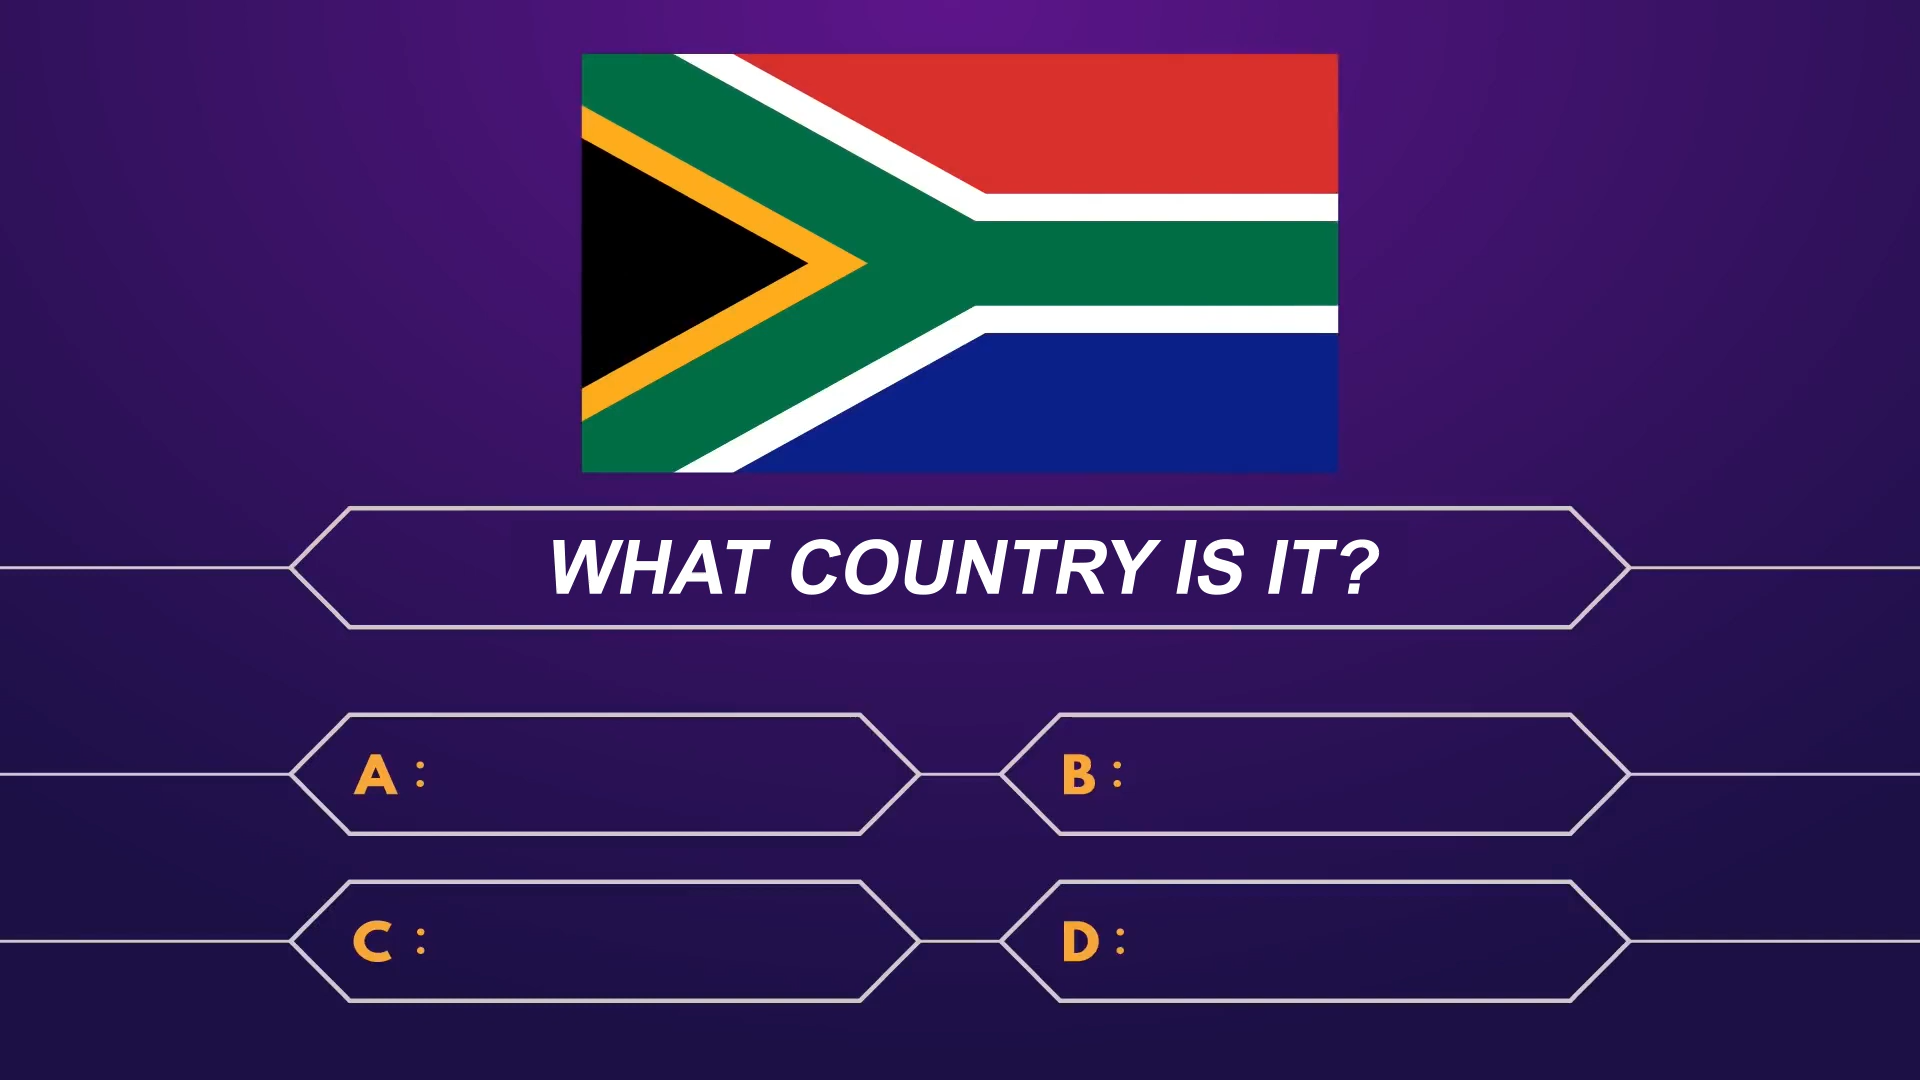 WHAT COUNTRY IS IT?
A :
B :
C :
D :